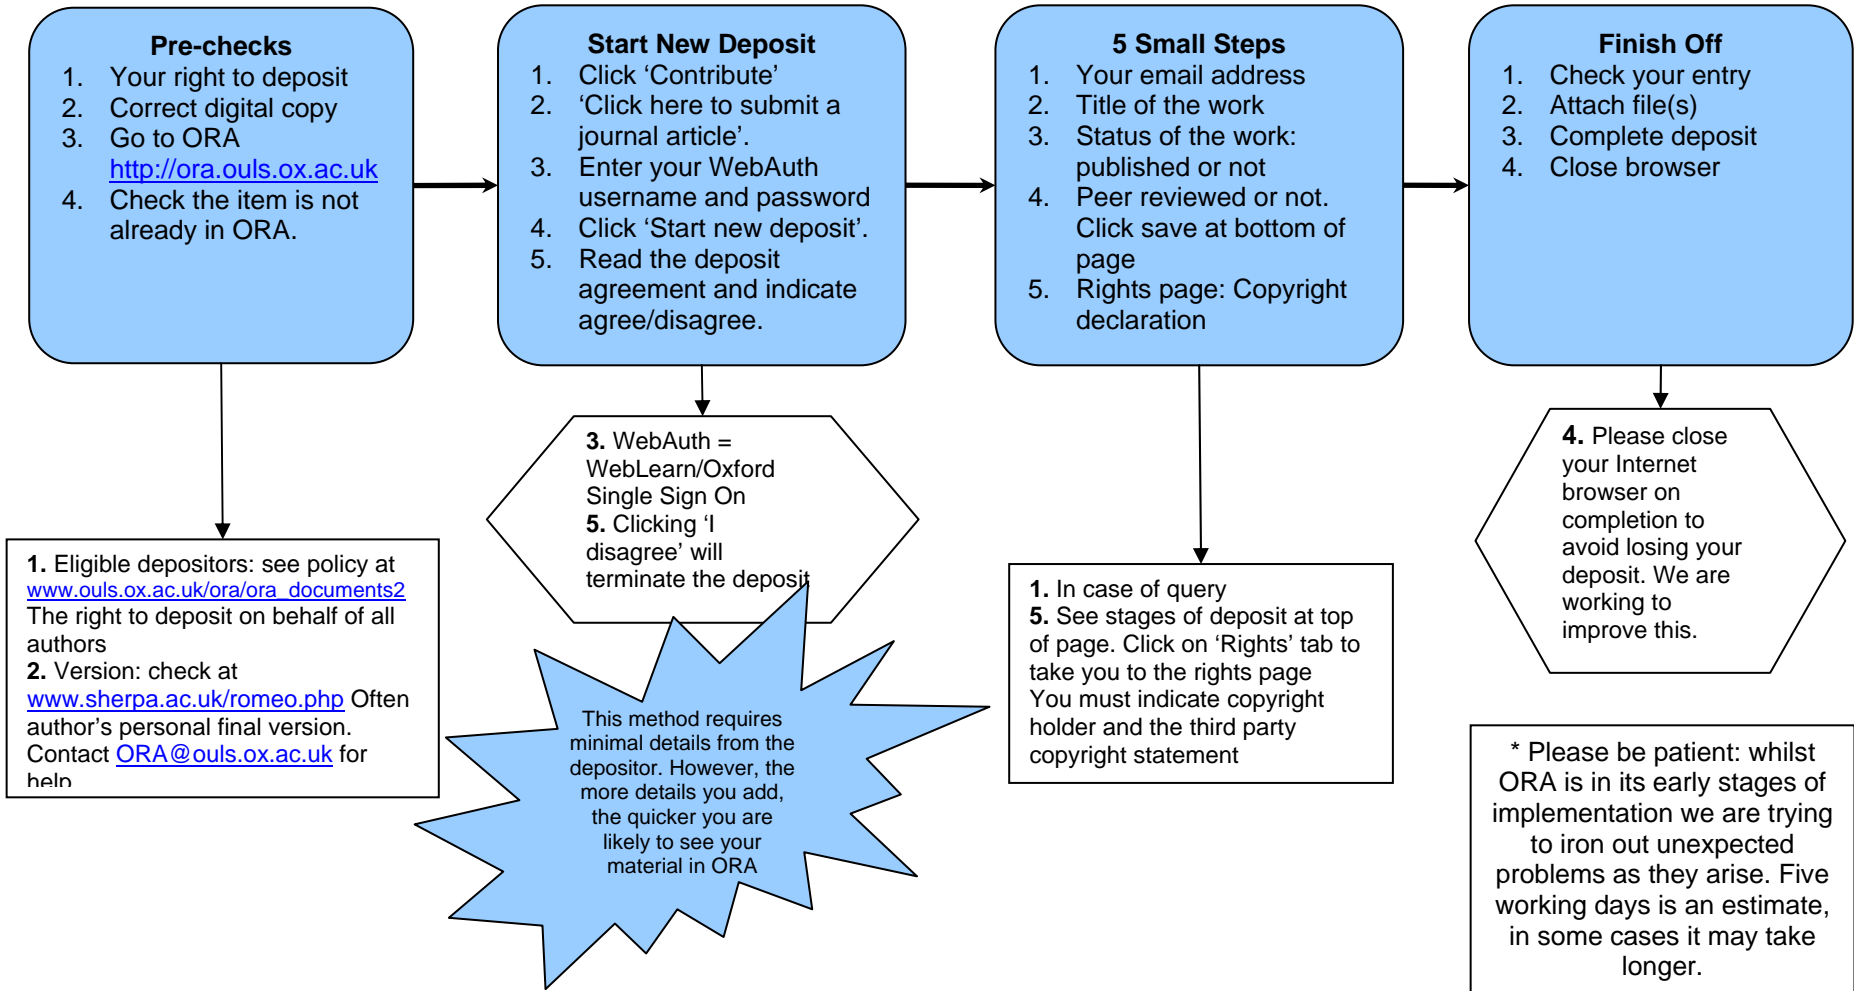 Pre-checks
1. Your right to deposit
2. Correct digital copy
3. Go to ORA
http://ora.ouls.ox.ac.uk
4. Check the item is not
already in ORA.
Start New Deposit
1. Click ‘Contribute’
2. ‘Click here to submit a
journal article’.
3. Enter your WebAuth
username and password
4. Click ‘Start new deposit’.
5. Read the deposit
agreement and indicate
agree/disagree.
5 Small Steps
1. Your email address
2. Title of the work
3. Status of the work:
published or not
4. Peer reviewed or not.
Click save at bottom of
page
5. Rights page: Copyright
declaration
Finish Off
1. Check your entry
2. Attach file(s)
3. Complete deposit
4. Close browser
1. Eligible depositors: see policy at
www.ouls.ox.ac.uk/ora/ora_documents2
The right to deposit on behalf of all
authors
2. Version: check at
www.sherpa.ac.uk/romeo.php Often
author’s personal final version.
Contact ORA@ouls.ox.ac.uk for
help
3. WebAuth =
WebLearn/Oxford
Single Sign On
5. Clicking ‘I
disagree’ will
terminate the deposit
This method requires
minimal details from the
depositor. However, the
more details you add,
the quicker you are
likely to see your
material in ORA
1. In case of query
5. See stages of deposit at top
of page. Click on ‘Rights’ tab to
take you to the rights page
You must indicate copyright
holder and the third party
copyright statement
4. Please close
your Internet
browser on
completion to
avoid losing your
deposit. We are
working to
improve this.
* Please be patient: whilst
ORA is in its early stages of
implementation we are trying
to iron out unexpected
problems as they arise. Five
working days is an estimate,
in some cases it may take
longer.